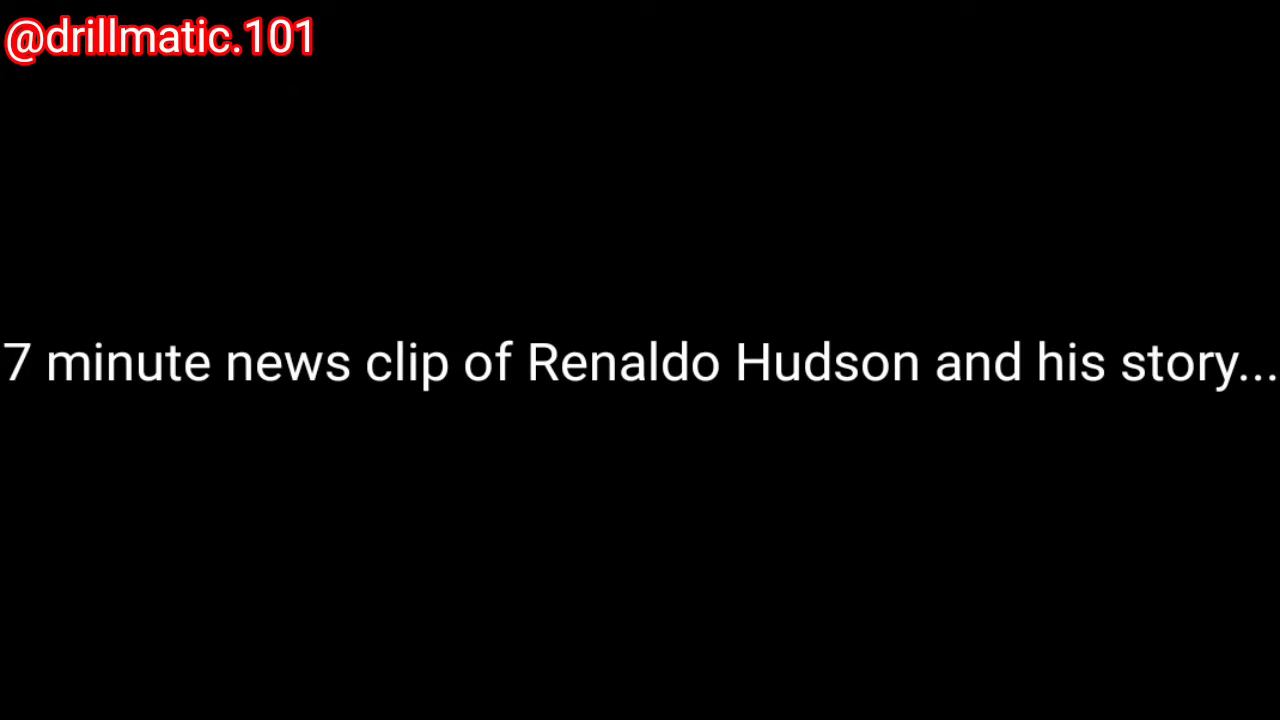 @drillmatic.101
7 minute news clip of Renaldo Hudson and his story...